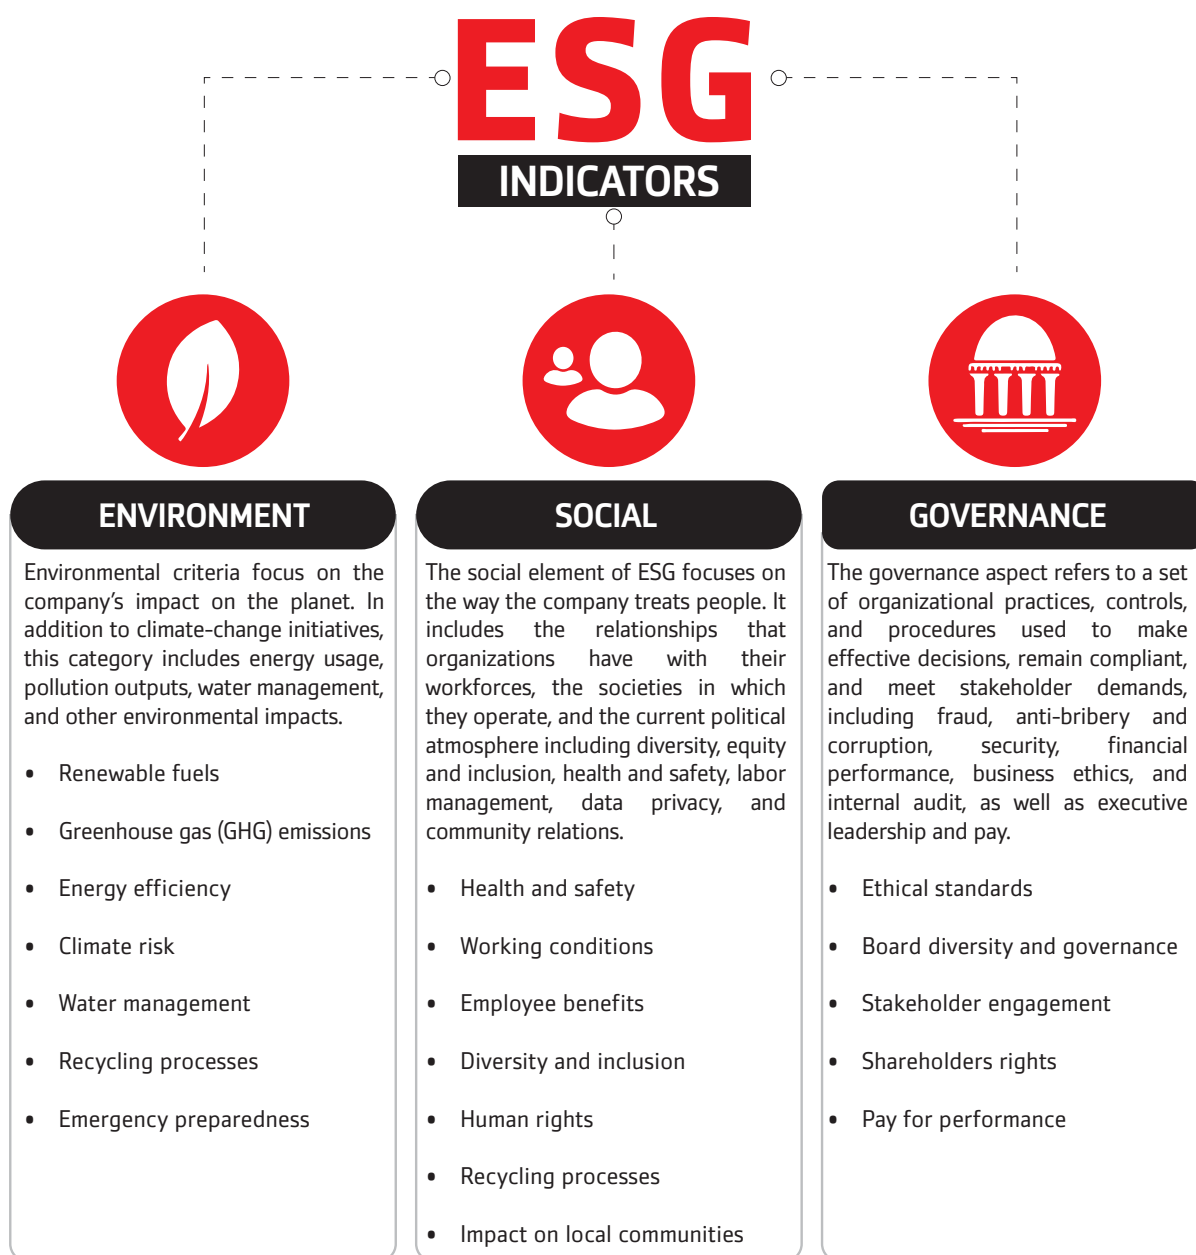 ESG
INDICATORS
ENVIRONMENT
Environmental criteria focus on the
company’s impact on the planet. In
addition to climate-change initiatives,
this category includes energy usage,
pollution outputs, water management,
and other environmental impacts.
• Renewable fuels
• Greenhouse gas (GHG) emissions
• Energy efficiency
• Climate risk
• Water management
• Recycling processes
• Emergency preparedness
SOCIAL
The social element of ESG focuses on
the way the company treats people. It
includes the relationships that
organizations have with their
workforces, the societies in which
they operate, and the current political
atmosphere including diversity, equity
and inclusion, health and safety, labor
management, data privacy, and
community relations.
• Health and safety
• Working conditions
• Employee benefits
• Diversity and inclusion
• Human rights
• Recycling processes
• Impact on local communities
GOVERNANCE
The governance aspect refers to a set
of organizational practices, controls,
and procedures used to make
effective decisions, remain compliant,
and meet stakeholder demands,
including fraud, anti-bribery and
corruption, security, financial
performance, business ethics, and
internal audit, as well as executive
leadership and pay.
• Ethical standards
• Board diversity and governance
• Stakeholder engagement
• Shareholders rights
• Pay for performance